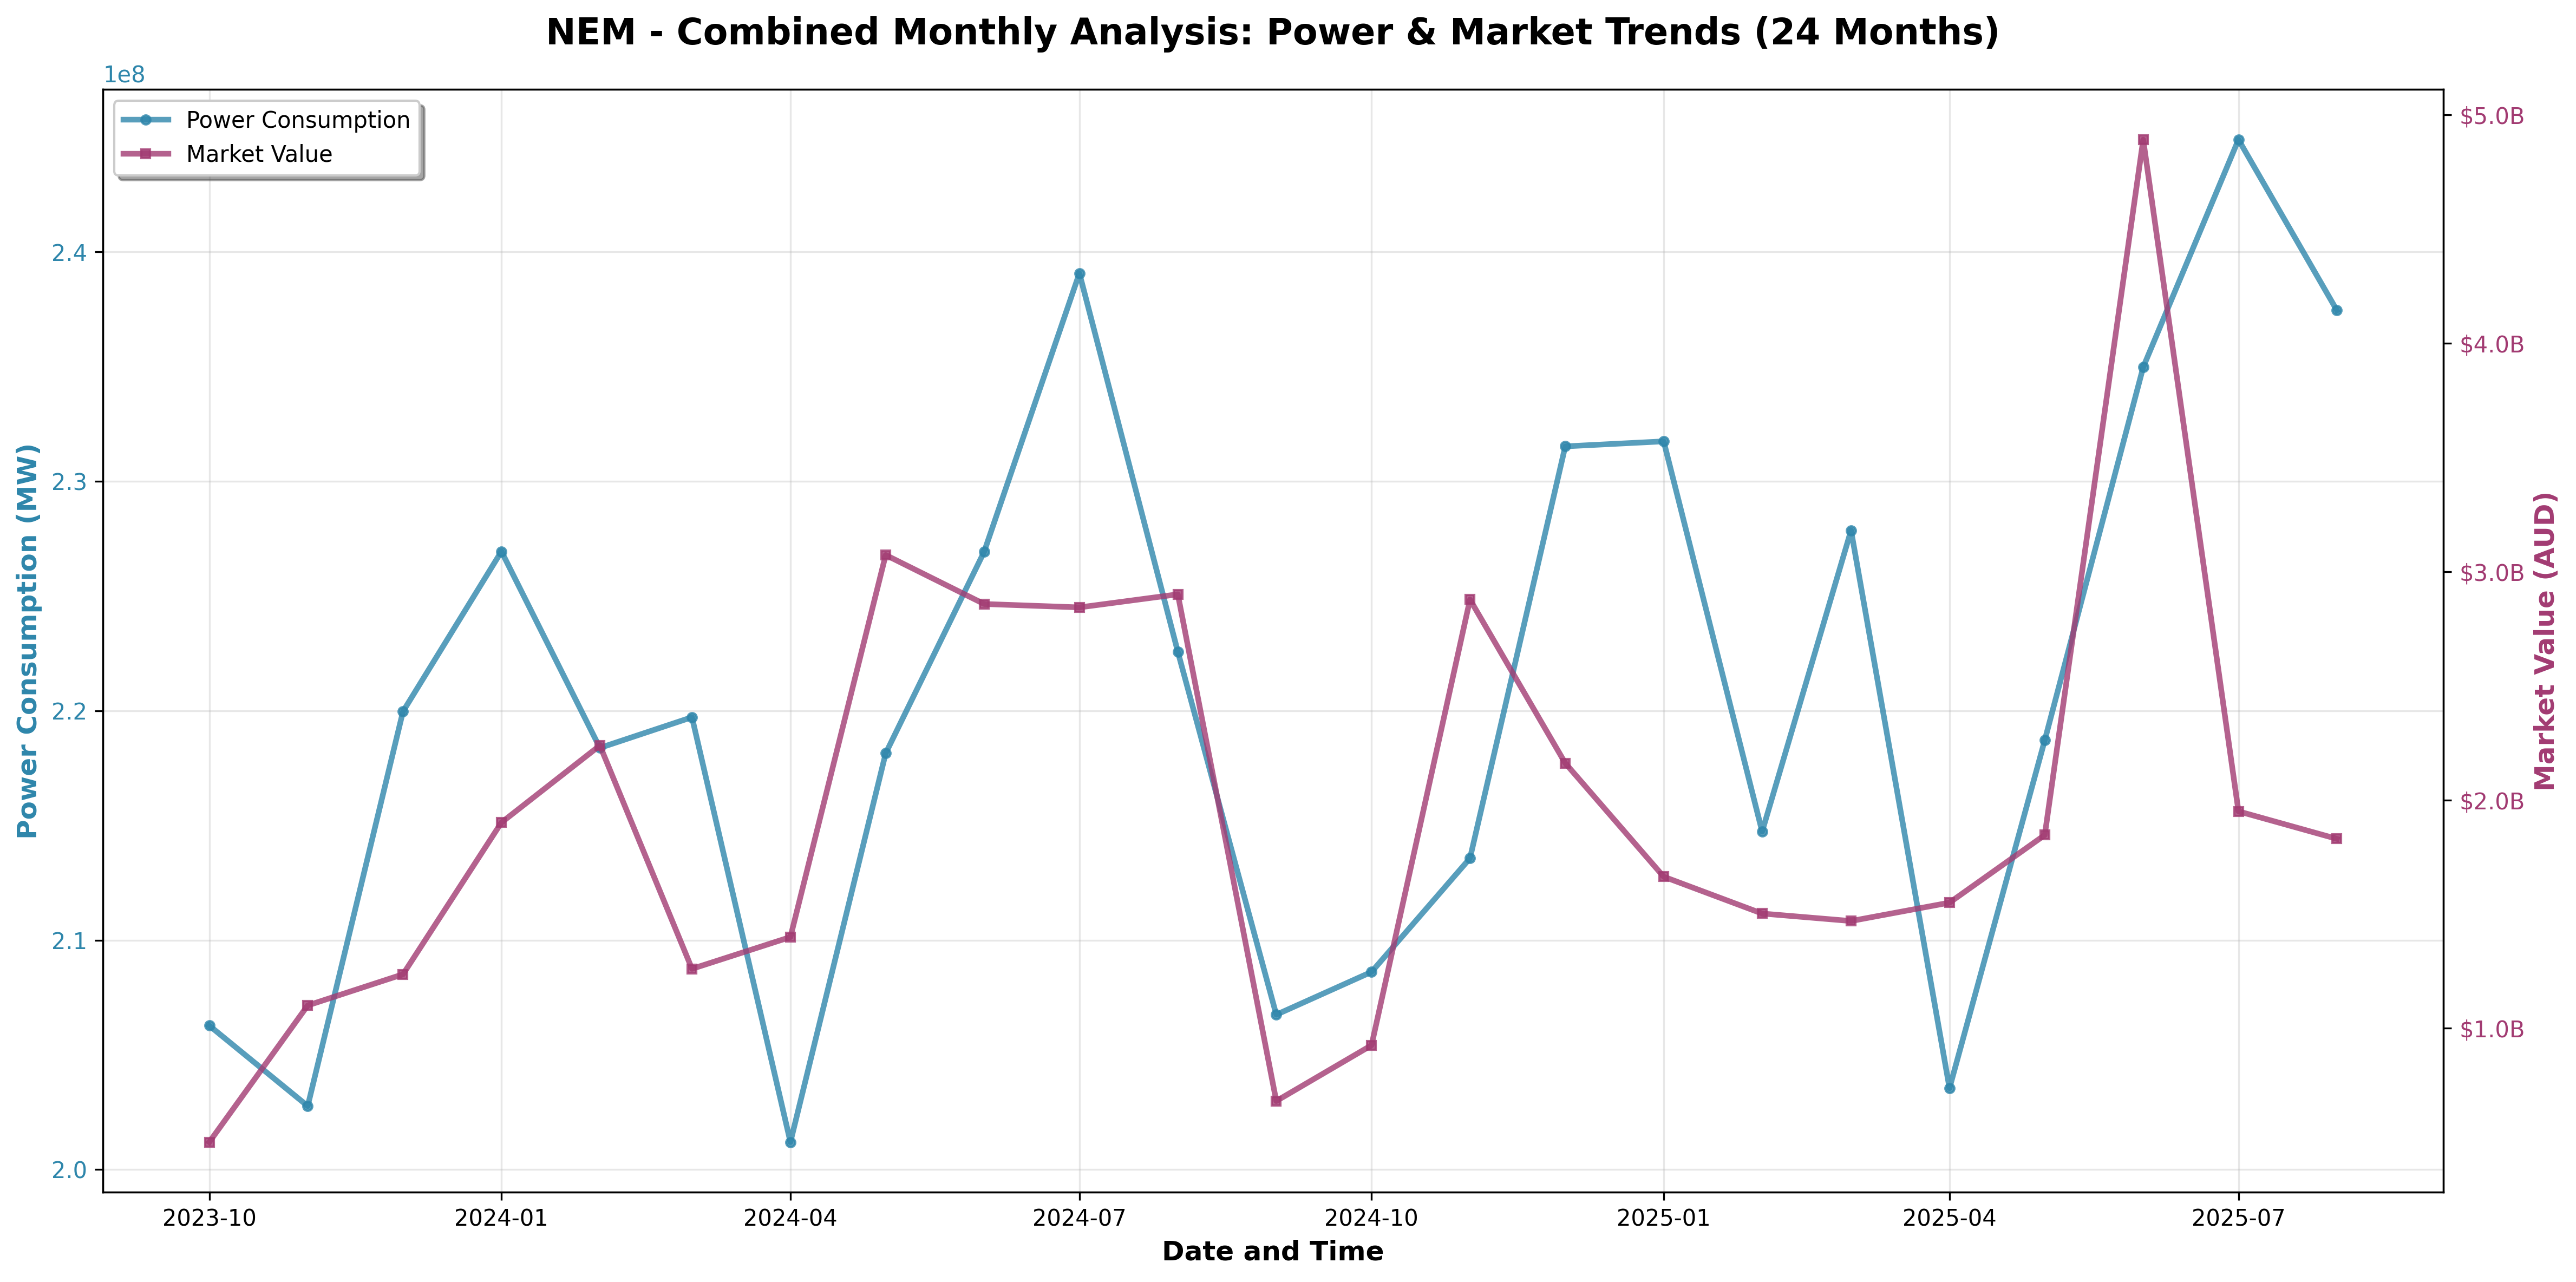 NEM - Combined Monthly Analysis: Power & Market Trends (24 Months)
1e8
Power Consumption
Market Value
2.4
2.3
2.2
2.1
2.0
Power Consumption (MW)
$5.0B
$4.0B
$3.0B
$2.0B
$1.0B
Market Value (AUD)
2023-10
2024-01
2024-04
2024-07
2024-10
2025-01
2025-04
2025-07
Date and Time